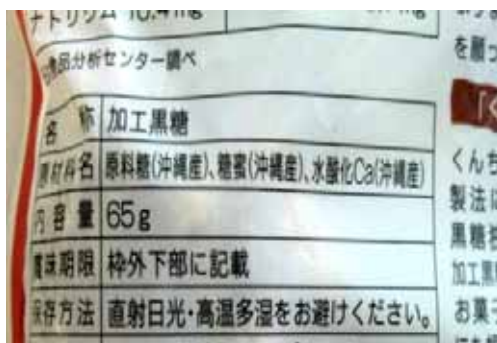 ナトリウム 10.4mg
食品分析センター調べ
名 称 加工黒糖
原材料名 原料糖(沖縄産)、糖蜜(沖縄産)、水酸化Ca(沖縄産)
内容量 65g
賞味期限 枠外下部に記載
保存方法 直射日光・高温多湿をお避けください。
を願っ
「く
くんち
製法に
黒糖
加工黒
お菓